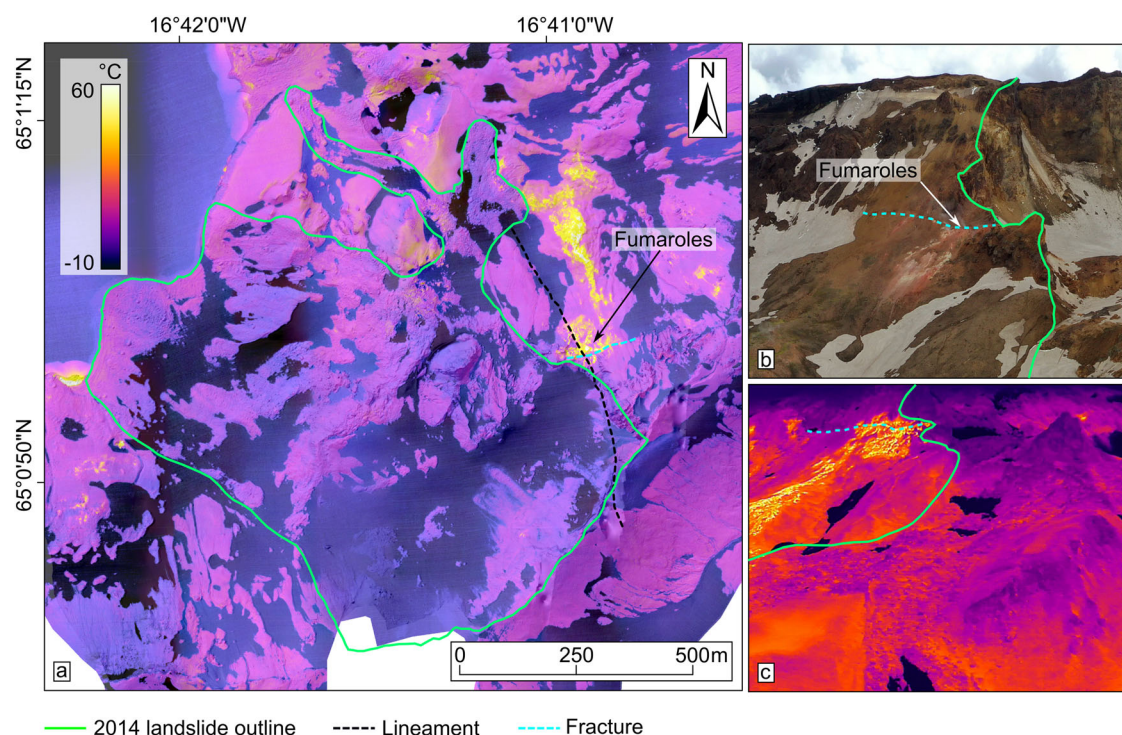 16°42'0"W
16°41'0"W
65°1'15"N
65°0'50"N
°C
60
-10
N
Fumaroles
0
250
500m
a
Fumaroles
b
c
2014 landslide outline
Lineament
Fracture